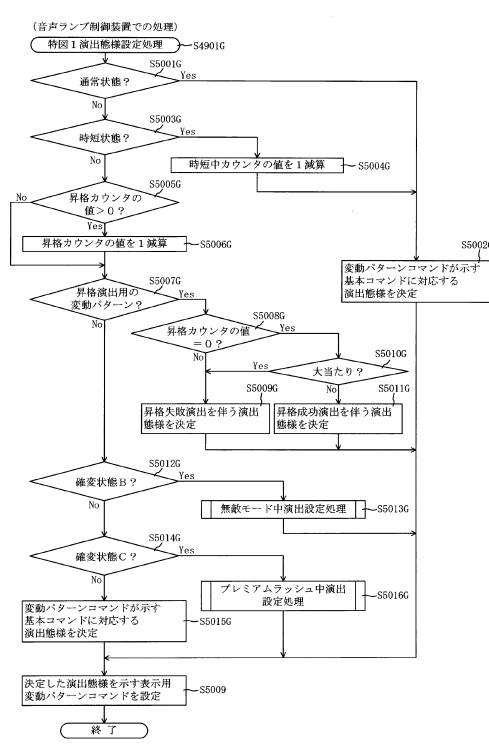 (音声ランプ制御装置での処理)
特図1演出態様設定処理
S4901G
通常状態?
S5001G
Yes
No
時短状態?
S5003G
Yes
No
時短中カウンタの値を1減算
S5004G
昇格カウンタの
値>0?
S5005G
No
Yes
昇格カウンタの値を1減算
S5006G
S5002G
変動パターンコマンドが示す
基本コマンドに対応する
演出態様を決定
昇格演出用の
変動パターン?
S5007G
Yes
No
昇格カウンタの値
=0?
S5008G
Yes
No
大当たり?
S5010G
Yes
No
S5009G
昇格失敗演出を伴う演出
態様を決定
S5011G
昇格成功演出を伴う演出
態様を決定
確変状態B?
S5012G
Yes
No
無敵モード中演出設定処理
S5013G
確変状態C?
S5014G
Yes
No
プレミアムラッシュ中演出
設定処理
S5016G
変動パターンコマンドが示す
基本コマンドに対応する
演出態様を決定
S5015G
決定した演出態様を示す表示用
変動パターンコマンドを設定
S5009
終了